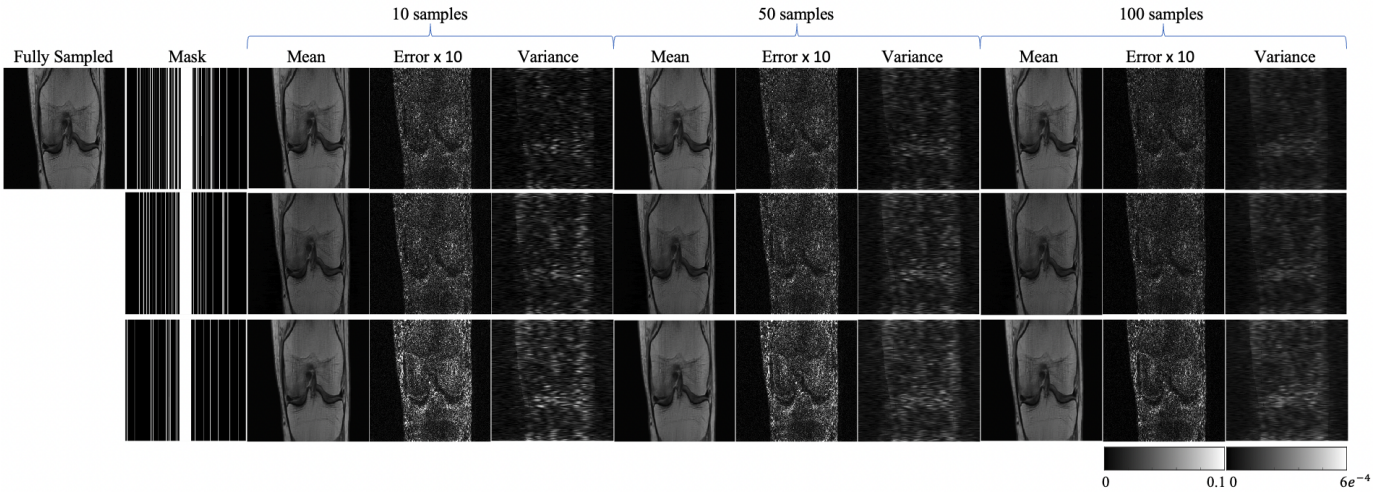 10 samples 50 samples 100 samples
Fully Sampled Mask Mean Error x 10 Variance Mean Error x 10 Variance Mean Error x 10 Variance
0 0.1 0 6e⁻⁴